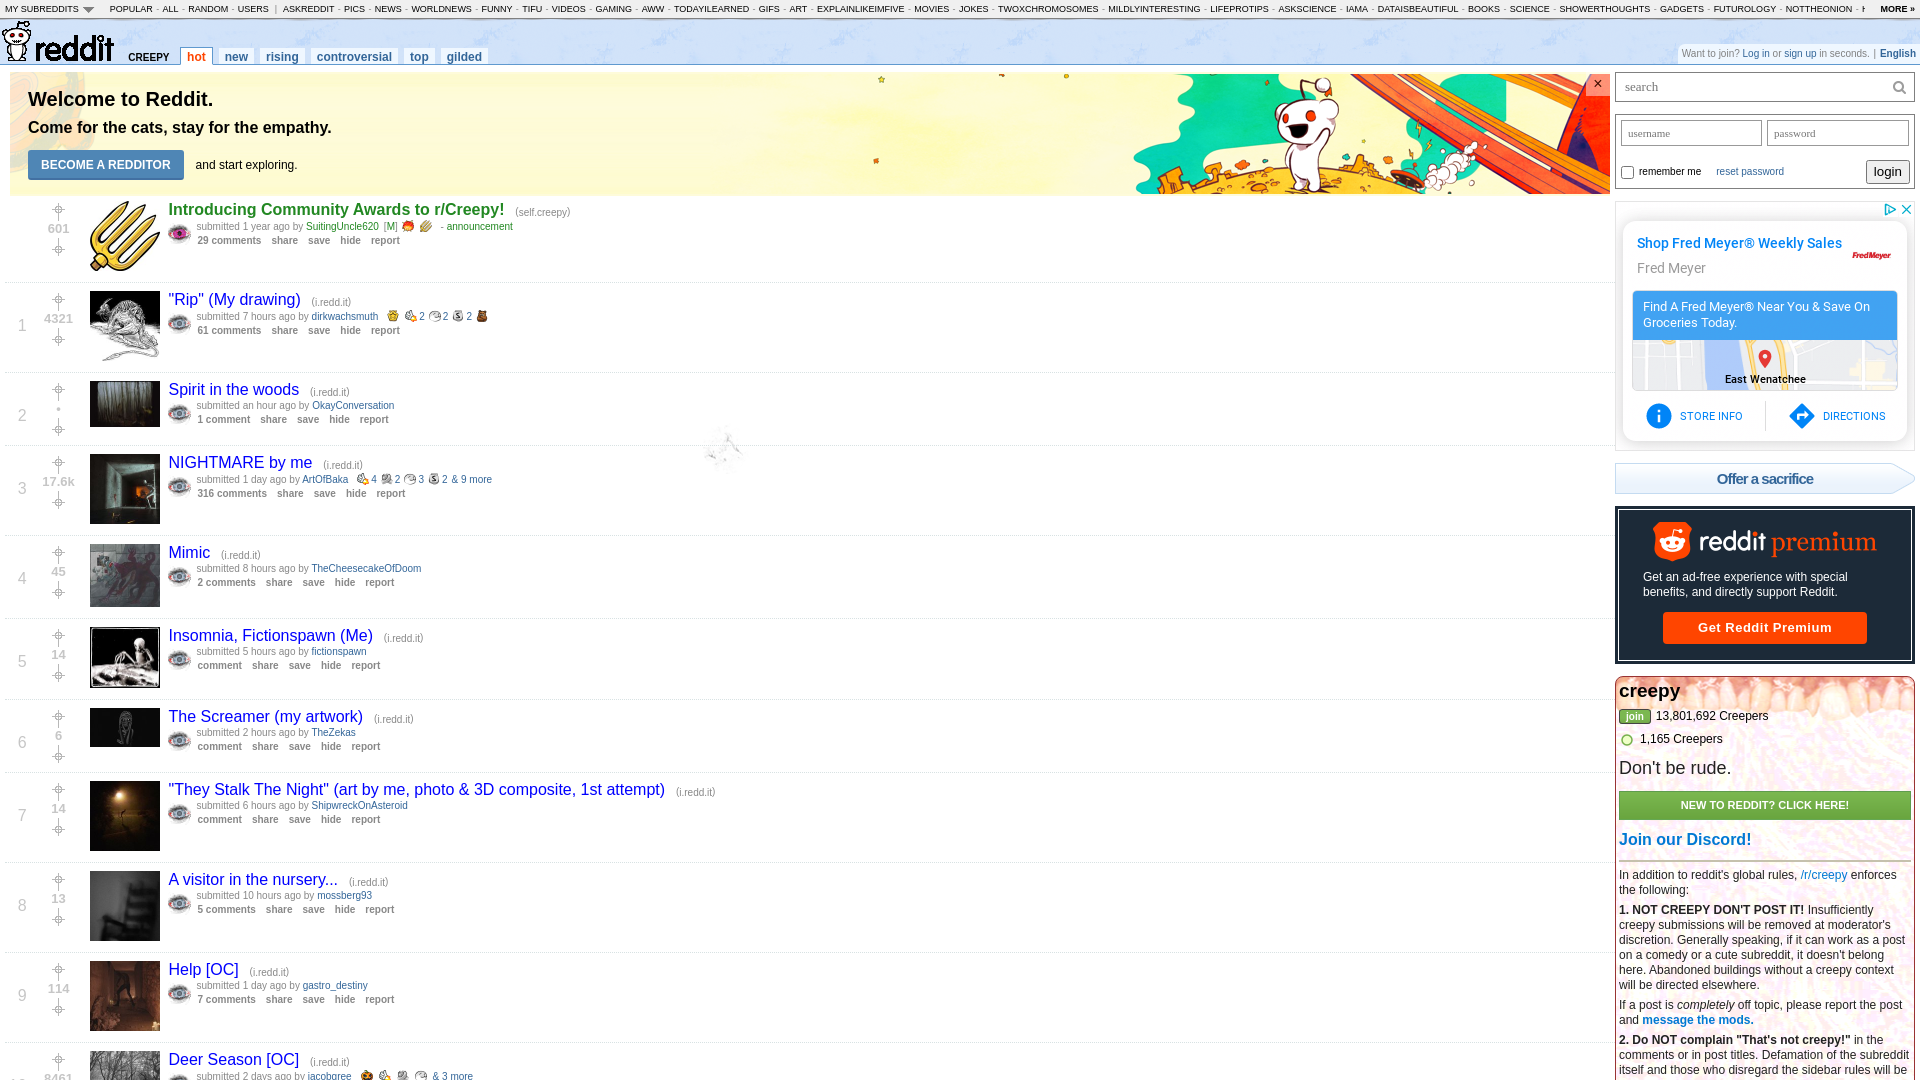 MY SUBREDDITS POPULAR - ALL - RANDOM - USERS | ASKREDDIT - PICS - NEWS - WORLDNEWS - FUNNY - TIFU - VIDEOS - GAMING - AWW - TODAYILEARNED - GIFS - ART - EXPLAINLIKEIMFIVE - MOVIES - JOKES - TWOXCHROMOSOMES - MILDLYINTERESTING - LIFEPROTIPS - ASKSCIENCE - IAMA - DATAISBEAUTIFUL - BOOKS - SCIENCE - SHOWERTHOUGHTS - GADGETS - FUTUROLOGY - NOTTHEONION - MORE »
reddit CREEPY hot new rising controversial top gilded
Want to join? Log in or sign up in seconds. | English
Welcome to Reddit.
Come for the cats, stay for the empathy.
BECOME A REDDITOR and start exploring.
×
601
Introducing Community Awards to r/Creepy! (self.creepy)
submitted 1 year ago by SuitingUncle620 [M] - announcement
29 comments share save hide report
1
4321
"Rip" (My drawing) (i.redd.it)
submitted 7 hours ago by dirkwachsmuth 2 2 2
61 comments share save hide report
2
•
Spirit in the woods (i.redd.it)
submitted an hour ago by OkayConversation
1 comment share save hide report
3
17.6k
NIGHTMARE by me (i.redd.it)
submitted 1 day ago by ArtOfBaka 4 2 3 2 & 9 more
316 comments share save hide report
4
45
Mimic (i.redd.it)
submitted 8 hours ago by TheCheesecakeOfDoom
2 comments share save hide report
5
14
Insomnia, Fictionspawn (Me) (i.redd.it)
submitted 5 hours ago by fictionspawn
comment share save hide report
6
6
The Screamer (my artwork) (i.redd.it)
submitted 2 hours ago by TheZekas
comment share save hide report
7
14
"They Stalk The Night" (art by me, photo & 3D composite, 1st attempt) (i.redd.it)
submitted 6 hours ago by ShipwreckOnAsteroid
comment share save hide report
8
13
A visitor in the nursery... (i.redd.it)
submitted 10 hours ago by mossberg93
5 comments share save hide report
9
114
Help [OC] (i.redd.it)
submitted 1 day ago by gastro_destiny
7 comments share save hide report
8461
Deer Season [OC] (i.redd.it)
submitted 2 days ago by jacobgree & 3 more
search
username password
remember me reset password login
Shop Fred Meyer® Weekly Sales
Fred Meyer
FredMeyer
Find A Fred Meyer® Near You & Save On
Groceries Today.
East Wenatchee
STORE INFO DIRECTIONS
Offer a sacrifice
reddit premium
Get an ad-free experience with special
benefits, and directly support Reddit.
Get Reddit Premium
creepy
join 13,801,692 Creepers
1,165 Creepers
Don't be rude.
NEW TO REDDIT? CLICK HERE!
Join our Discord!
In addition to reddit's global rules, /r/creepy enforces
the following:
1. NOT CREEPY DON'T POST IT! Insufficiently
creepy submissions will be removed at moderator's
discretion. Generally speaking, if it can work as a post
on a comedy or a cute subreddit, it doesn't belong
here. Abandoned buildings without a creepy context
will be directed elsewhere.
If a post is completely off topic, please report the post
and message the mods.
2. Do NOT complain "That's not creepy!" in the
comments or in post titles. Defamation of the subreddit
itself and those who disregard the sidebar rules will be